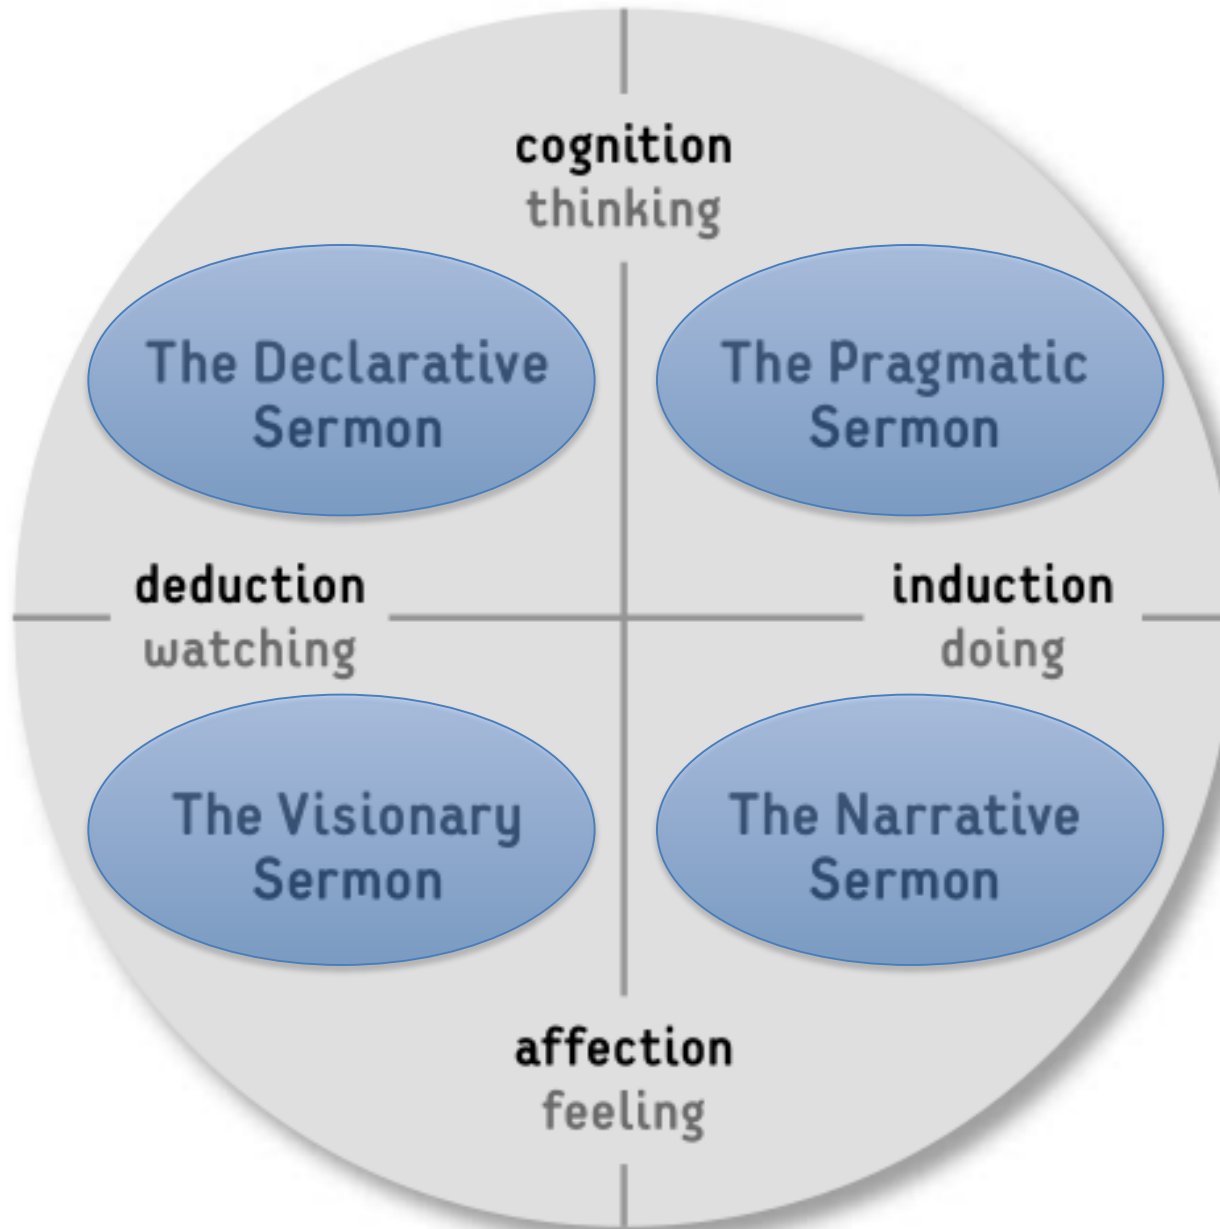 cognition
thinking
The Declarative
Sermon
The Pragmatic
Sermon
deduction
watching
induction
doing
The Visionary
Sermon
The Narrative
Sermon
affection
feeling